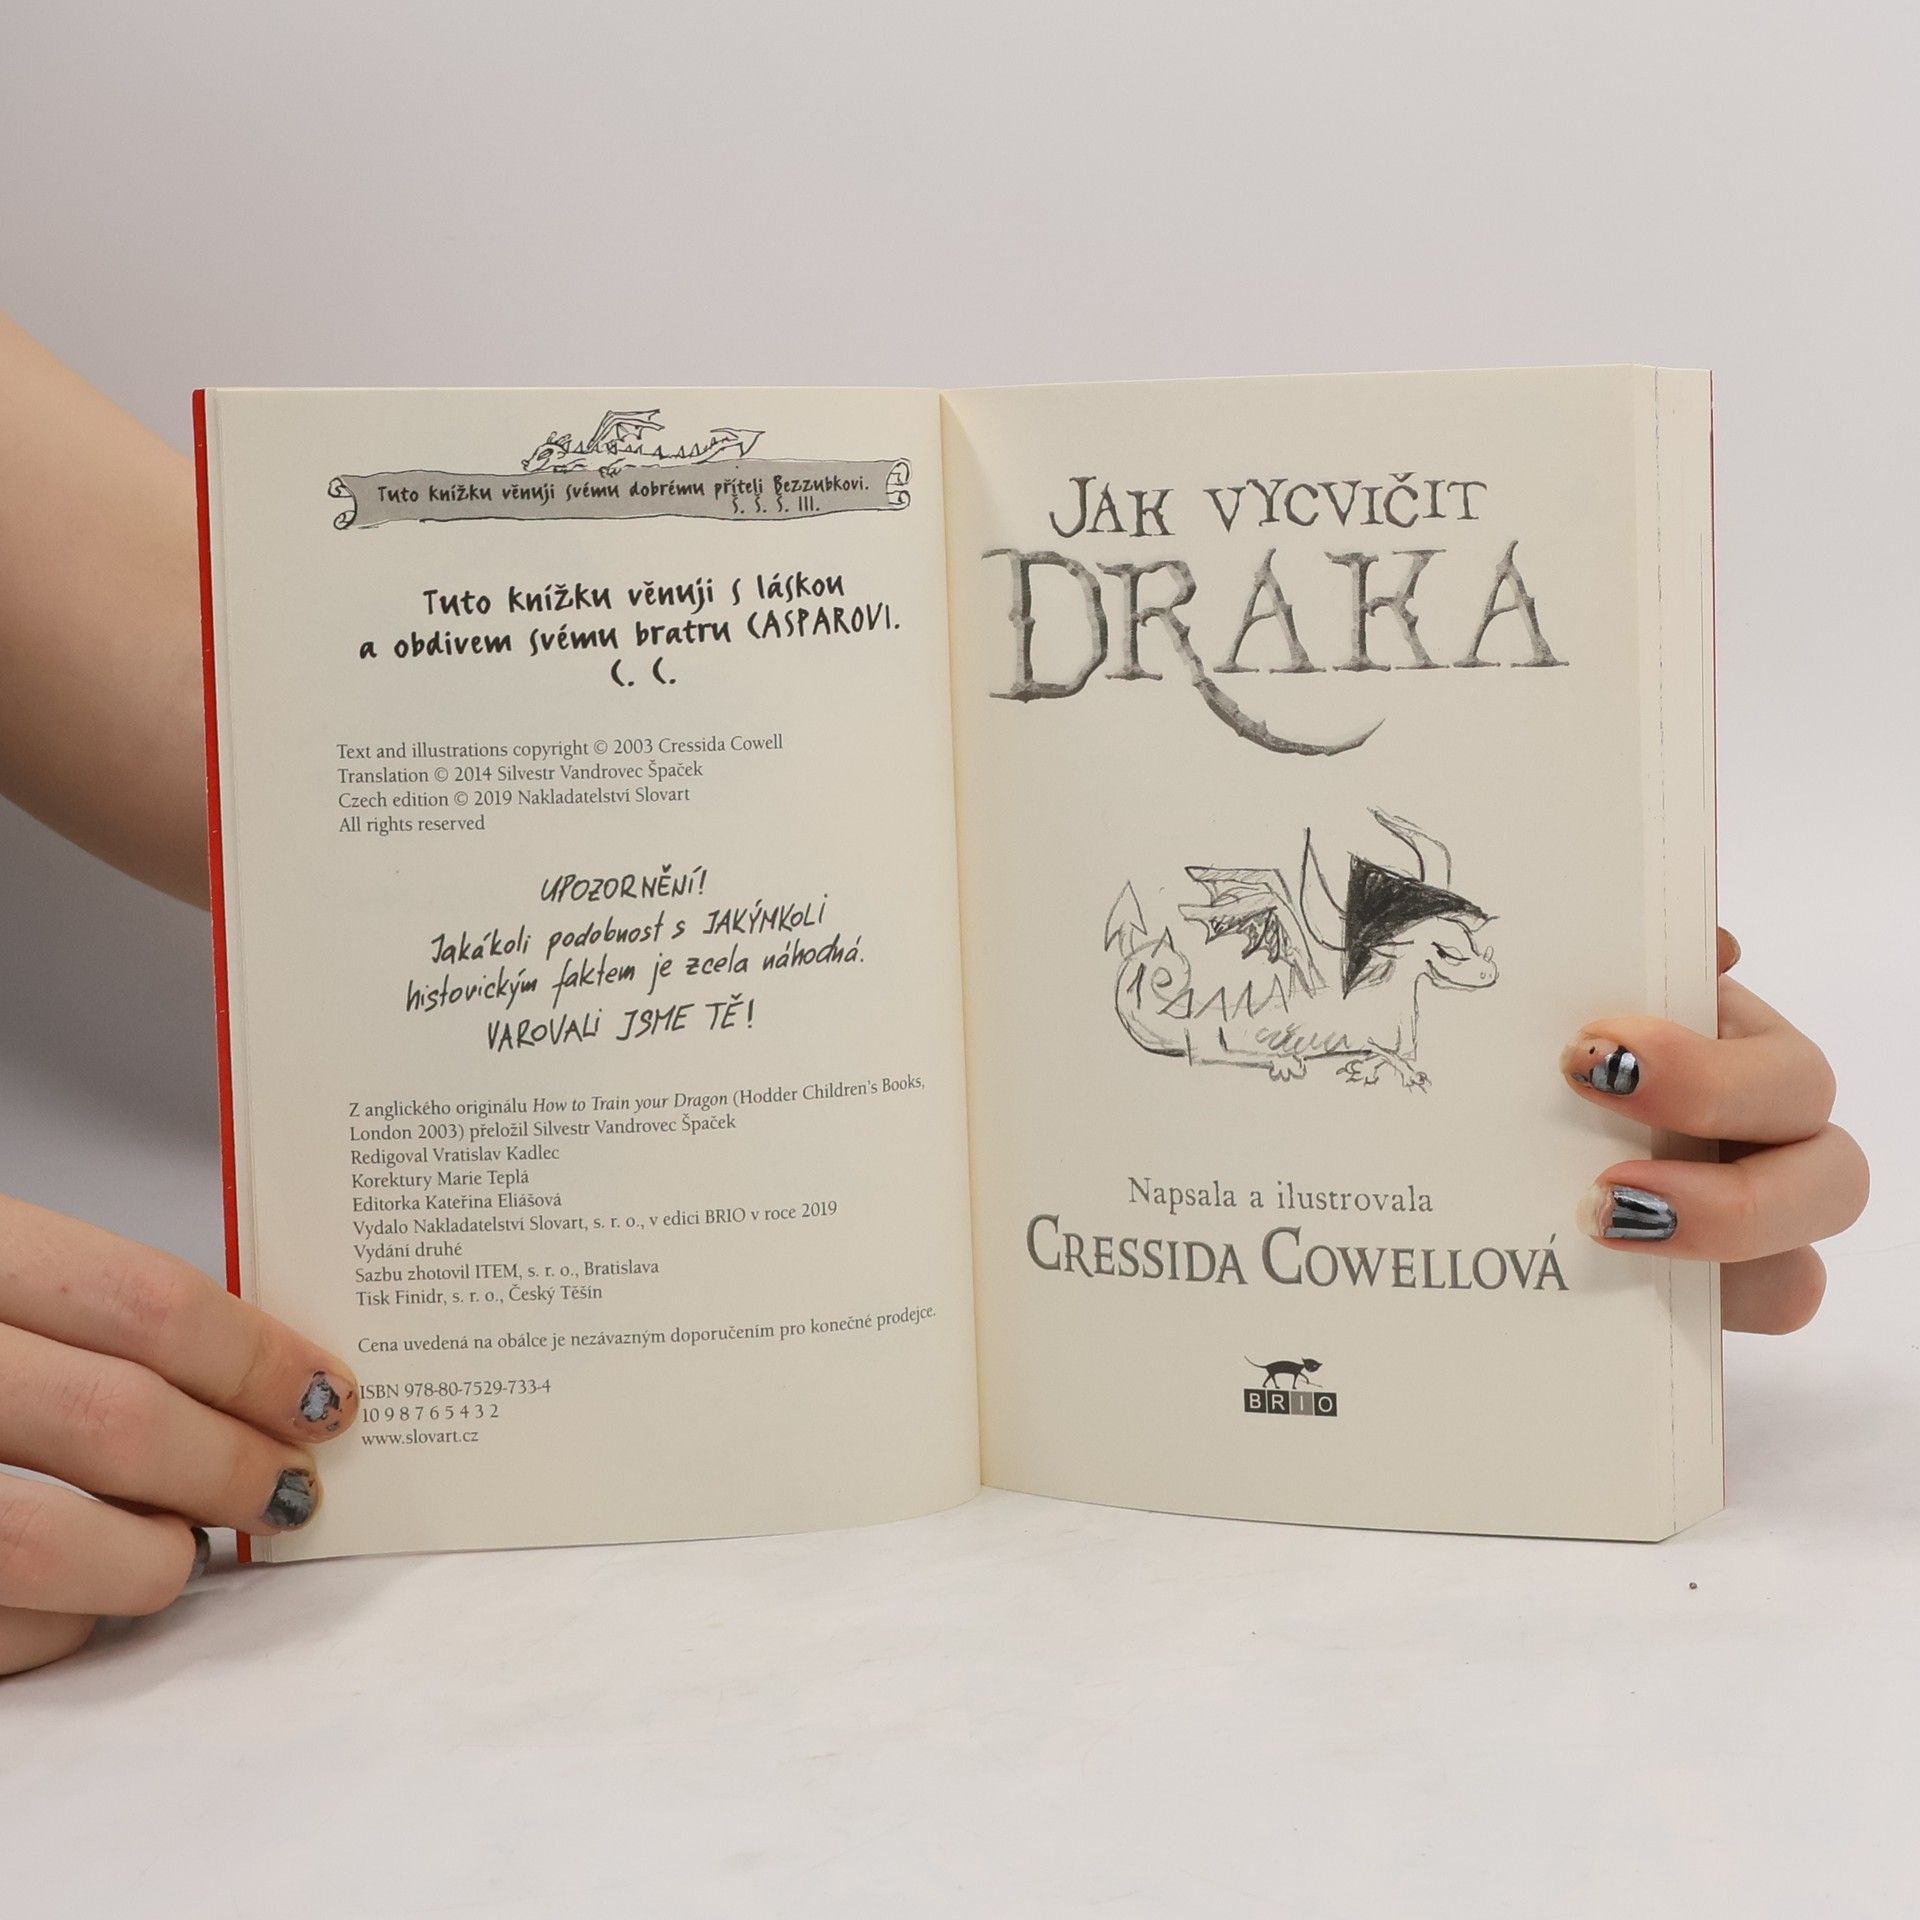 Tuto knížku věnuji svému dobrému příteli Bezzubkovi.
Š. Š. Š. III.
Tuto knížku věnuji s láskou
a obdivem svému bratru CASPAROVI.
C. C.
Text and illustrations copyright © 2003 Cressida Cowell
Translation © 2014 Silvestr Vandrovec Špaček
Czech edition © 2019 Nakladatelství Slovart
All rights reserved
UPOZORNĚNÍ!
Jakákoli podobnost s JAKÝMKOLI
historickým faktem je zcela náhodná.
VAROVALI JSME TĚ!
Z anglického originálu How to Train your Dragon (Hodder Children's Books,
London 2003) přeložil Silvestr Vandrovec Špaček
Redigoval Vratislav Kadlec
Korektury Marie Teplá
Editorka Kateřina Eliášová
Vydalo Nakladatelství Slovart, s. r. o., v edici BRIO v roce 2019
Vydání druhé
Sazbu zhotovil ITEM, s. r. o., Bratislava
Tisk Finidr, s. r. o., Český Těšín
Cena uvedená na obálce je nezávazným doporučením pro konečné prodejce.
ISBN 978-80-7529-733-4
10 9 8 7 6 5 4 3 2
www.slovart.cz
JAK VYCVIČIT
DRAKA
Napsala a ilustrovala
CRESSIDA COWELLOVÁ
BRIO